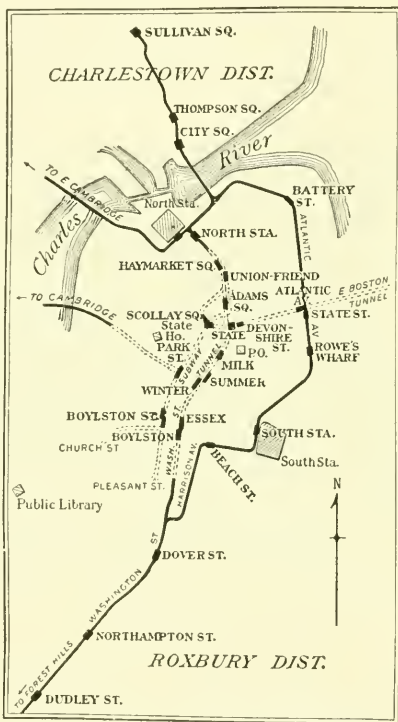 SULLIVAN SQ.
CHARLESTOWN DIST.
THOMPSON SQ.
CITY SQ.
River
TO E CAMBRIDGE
North Sta.
Charles
BATTERY
ST.
ATLANTIC
NORTH STA.
HAYMARKET SQ.
UNION-FRIEND
ADAMS
SQ.
ATLANTIC
A
E BOSTON
TUNNEL
TO CAMBRIDGE
SCOLLAY SQ.
State
Ho.
STATE
DEVON-
SHIRE
ST.
STATE ST.
AV
PARK
ST.
SUBWAY
TUNNEL
P.O.
MILK
ROWE'S
WHARF
WINTER
SUMMER
BOYLSTON ST.
ESSEX
BOYLSTON
ST.
CHURCH ST
WASH.
SOUTH STA.
South Sta.
BEACH ST.
PLEASANT ST.
HARRISON AV.
Public Library
N
DOVER ST.
ST
WASHINGTON
NORTHAMPTON ST.
ROXBURY DIST.
TO FOREST HILLS
DUDLEY ST.